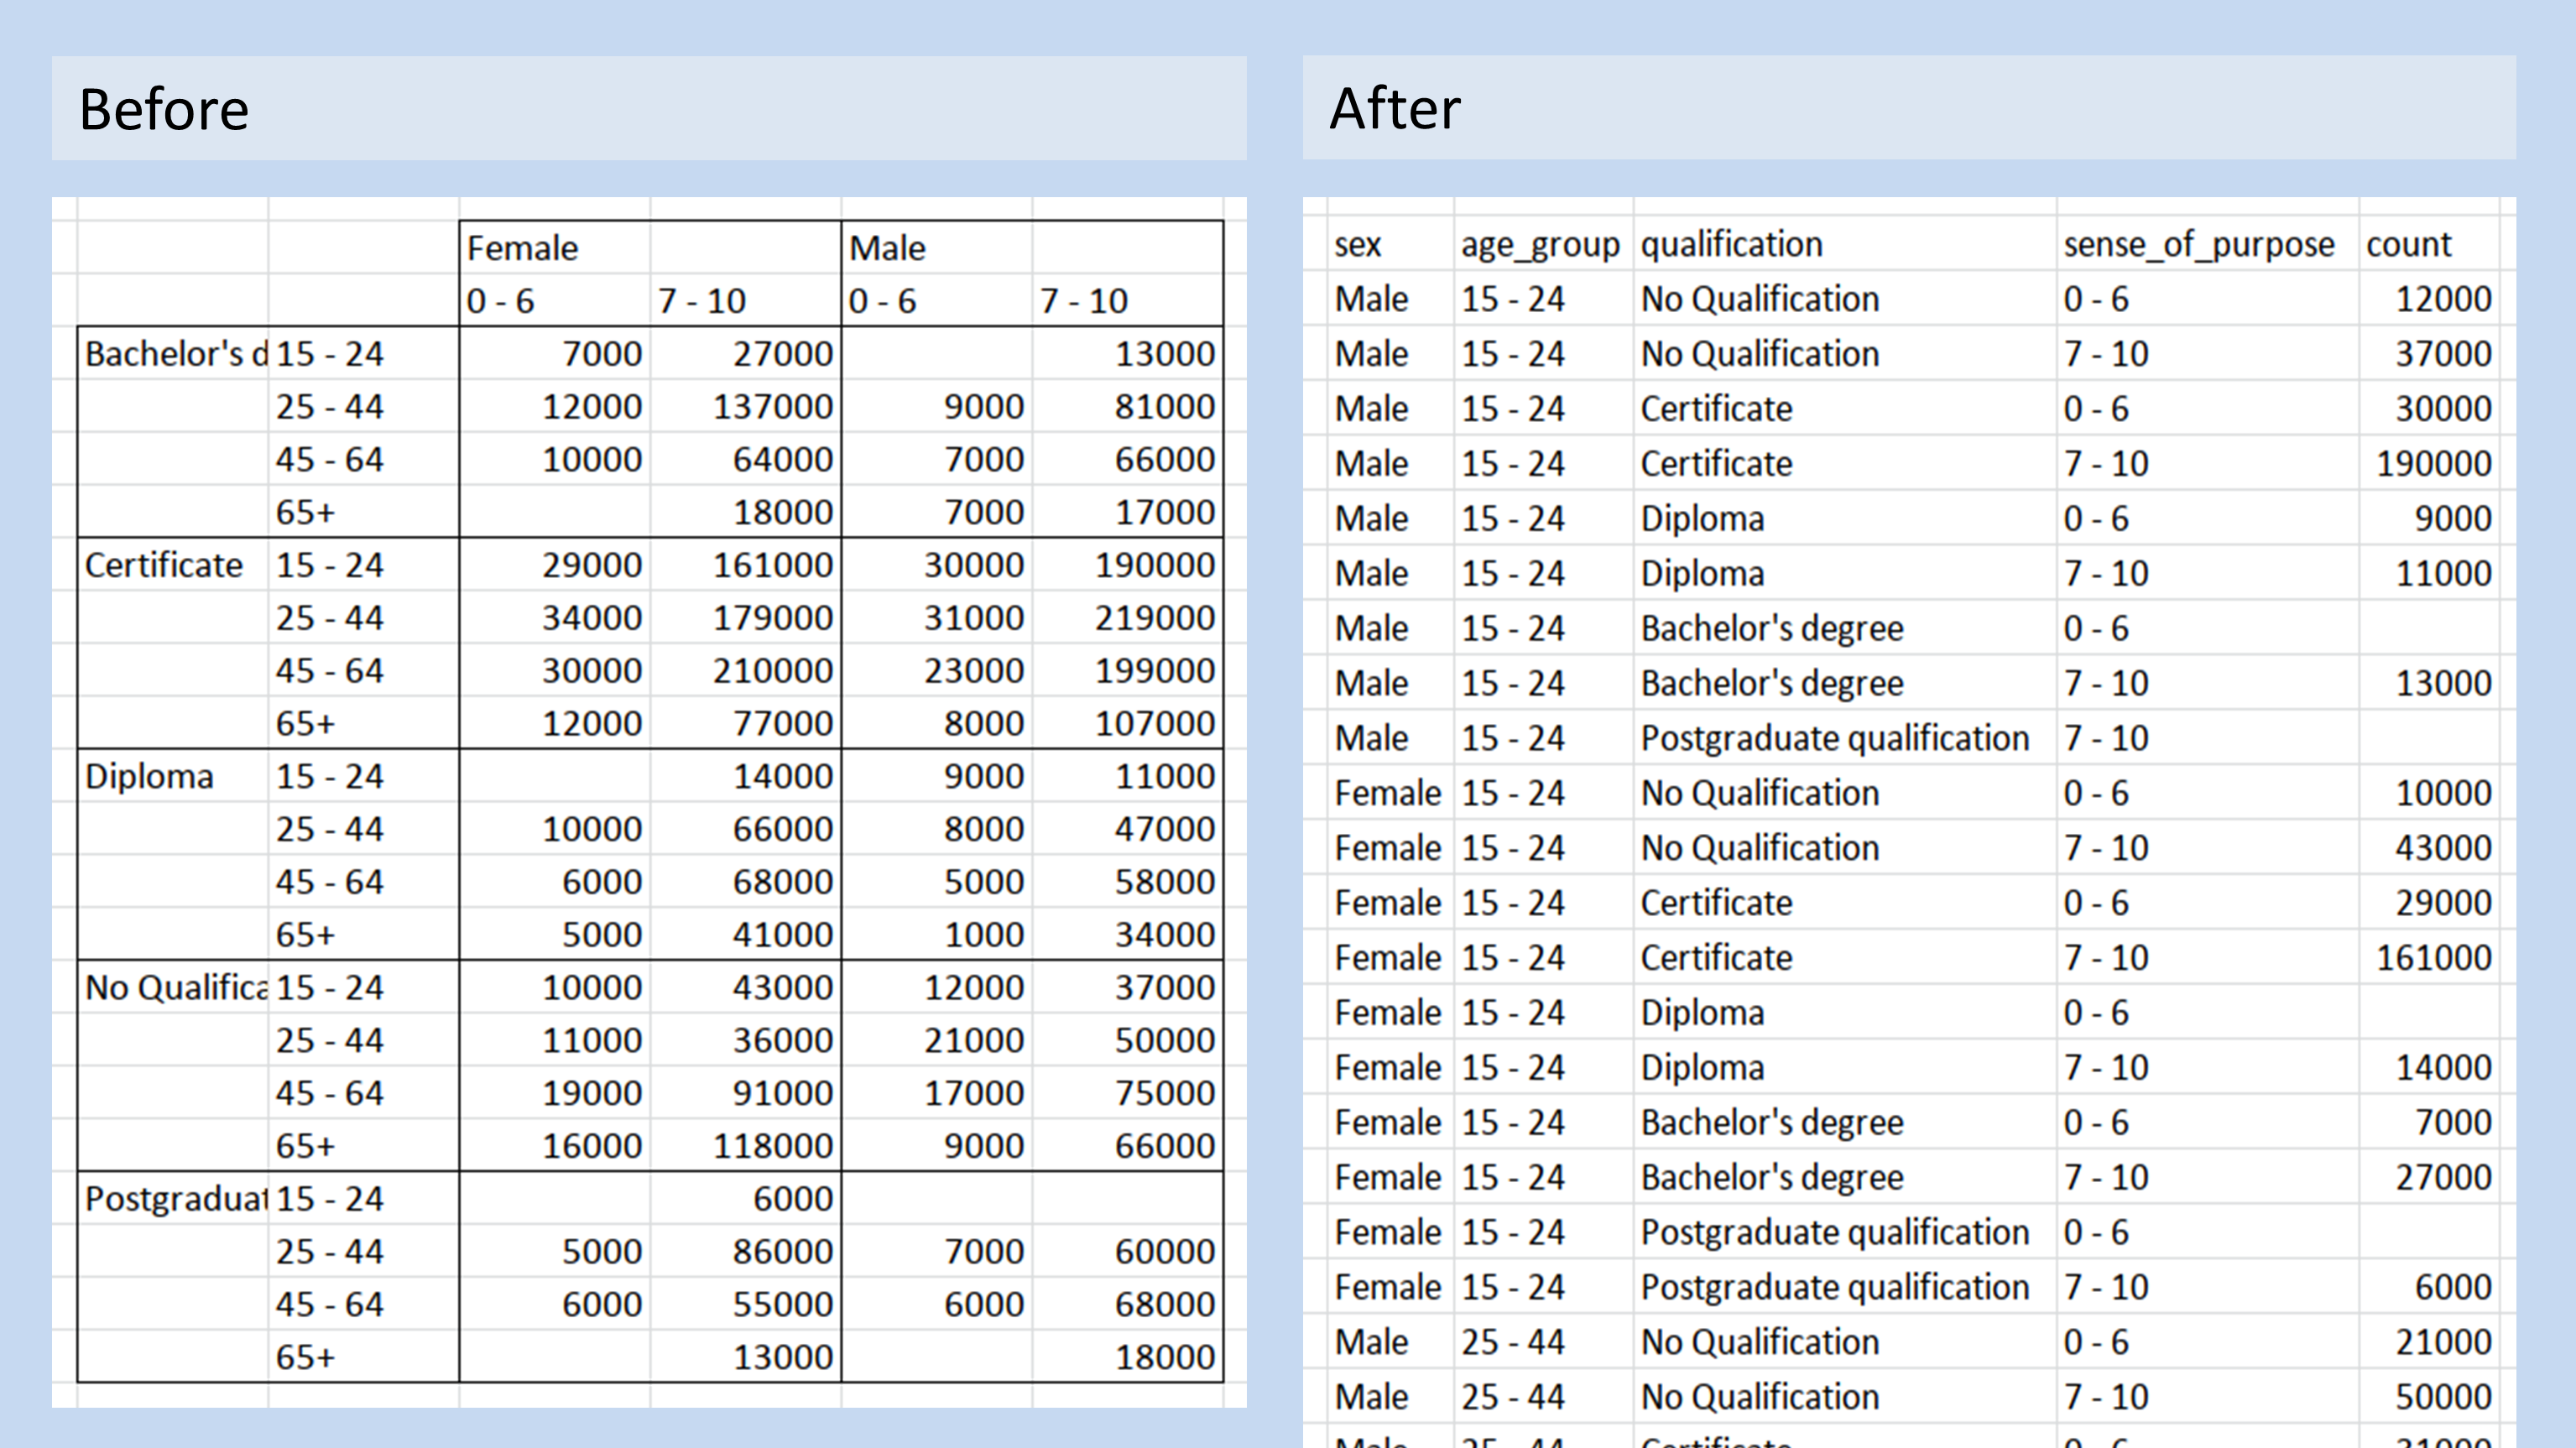 Before
Female Male
0 - 6 7 - 10 0 - 6 7 - 10
Bachelor's d 15 - 24 7000 27000 13000
25 - 44 12000 137000 9000 81000
45 - 64 10000 64000 7000 66000
65+ 18000 7000 17000
Certificate 15 - 24 29000 161000 30000 190000
25 - 44 34000 179000 31000 219000
45 - 64 30000 210000 23000 199000
65+ 12000 77000 8000 107000
Diploma 15 - 24 14000 9000 11000
25 - 44 10000 66000 8000 47000
45 - 64 6000 68000 5000 58000
65+ 5000 41000 1000 34000
No Qualifica 15 - 24 10000 43000 12000 37000
25 - 44 11000 36000 21000 50000
45 - 64 19000 91000 17000 75000
65+ 16000 118000 9000 66000
Postgraduat 15 - 24 6000
25 - 44 5000 86000 7000 60000
45 - 64 6000 55000 6000 68000
65+ 13000 18000
After
sex age_group qualification sense_of_purpose count
Male 15 - 24 No Qualification 0 - 6 12000
Male 15 - 24 No Qualification 7 - 10 37000
Male 15 - 24 Certificate 0 - 6 30000
Male 15 - 24 Certificate 7 - 10 190000
Male 15 - 24 Diploma 0 - 6 9000
Male 15 - 24 Diploma 7 - 10 11000
Male 15 - 24 Bachelor's degree 0 - 6
Male 15 - 24 Bachelor's degree 7 - 10 13000
Male 15 - 24 Postgraduate qualification 7 - 10
Female 15 - 24 No Qualification 0 - 6 10000
Female 15 - 24 No Qualification 7 - 10 43000
Female 15 - 24 Certificate 0 - 6 29000
Female 15 - 24 Certificate 7 - 10 161000
Female 15 - 24 Diploma 0 - 6
Female 15 - 24 Diploma 7 - 10 14000
Female 15 - 24 Bachelor's degree 0 - 6 7000
Female 15 - 24 Bachelor's degree 7 - 10 27000
Female 15 - 24 Postgraduate qualification 0 - 6
Female 15 - 24 Postgraduate qualification 7 - 10 6000
Male 25 - 44 No Qualification 0 - 6 21000
Male 25 - 44 No Qualification 7 - 10 50000